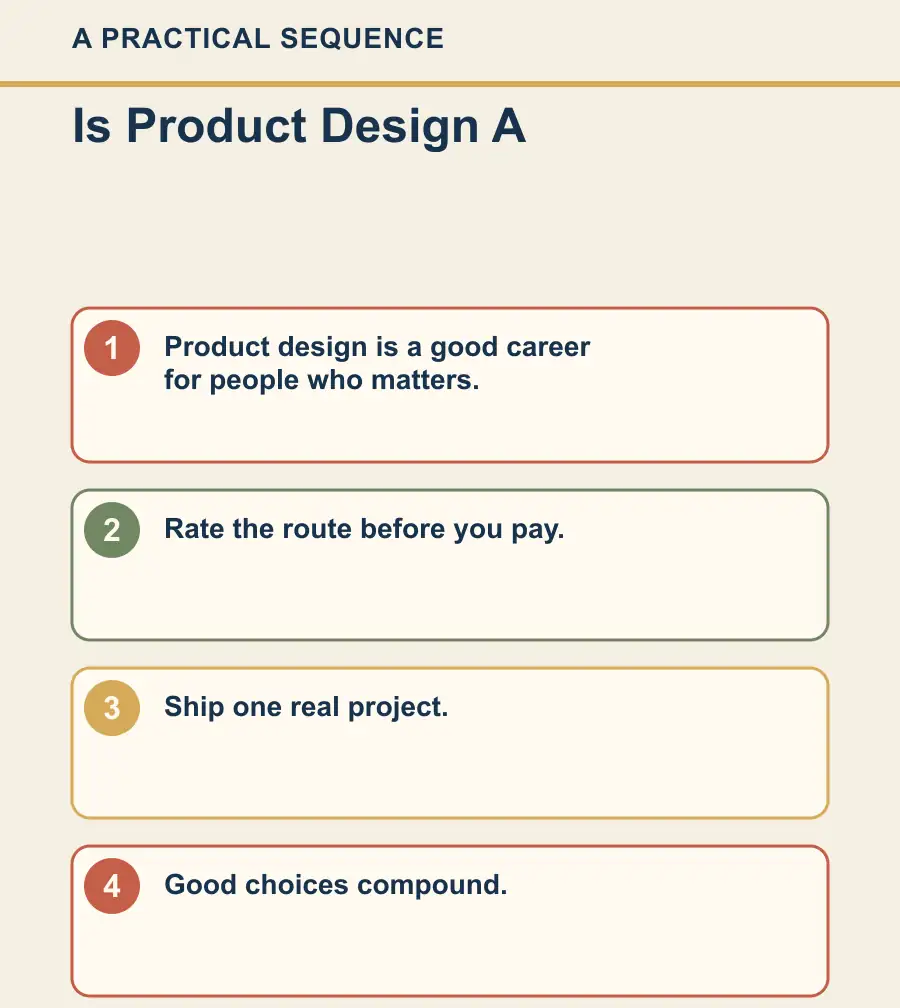 A PRACTICAL SEQUENCE
Is Product Design A
1
Product design is a good career
for people who matters.
2
Rate the route before you pay.
3
Ship one real project.
4
Good choices compound.